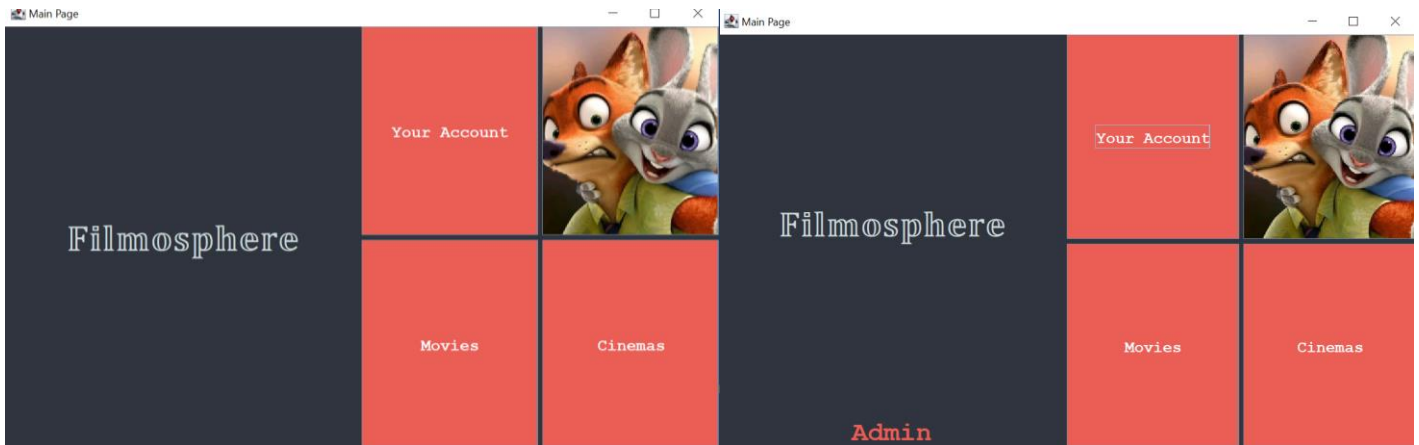 Main Page
Your Account
Filmosphere
Movies
Cinemas
Main Page
Your Account
Filmosphere
Movies
Cinemas
Admin